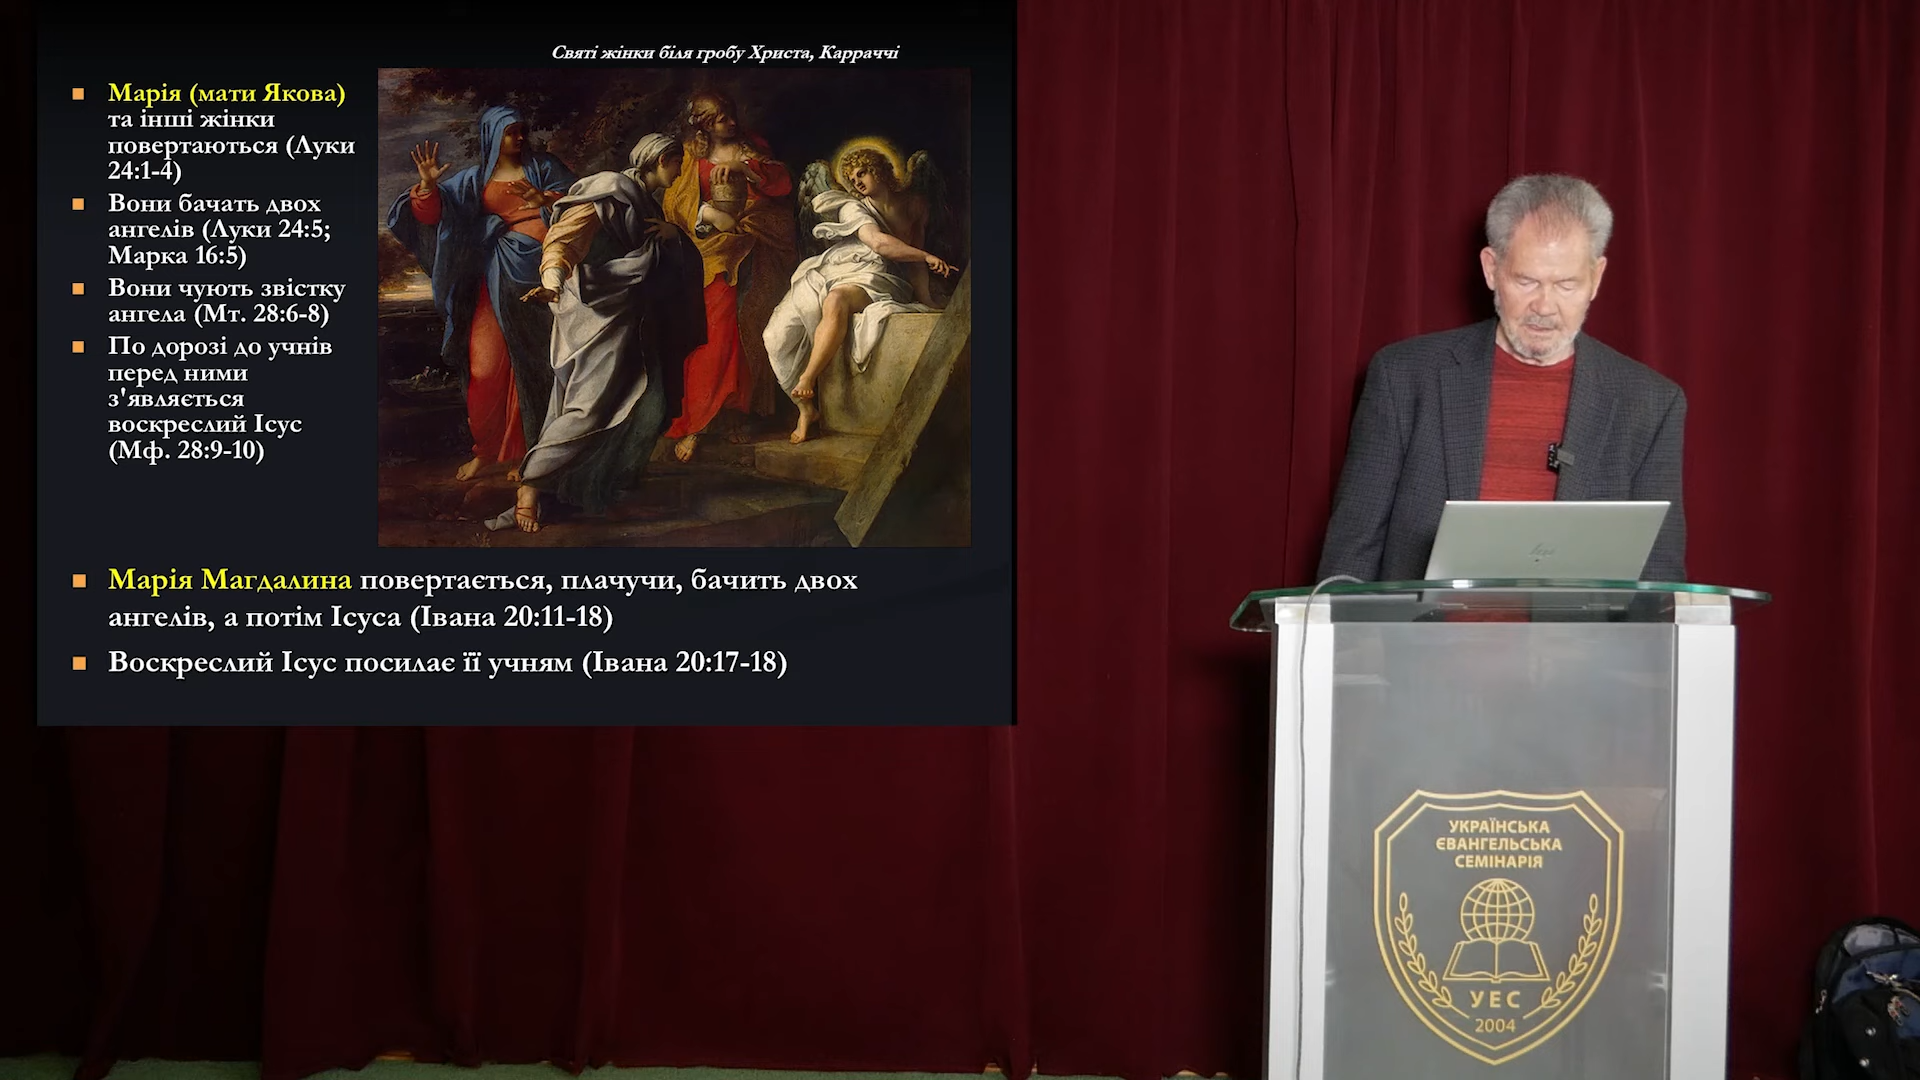 Святі жінки біля гробу Христа, Карраччі
Марія (мати Якова)
та інші жінки
повертаються (Луки
24:1-4)
Вони бачать двох
ангелів (Луки 24:5;
Марка 16:5)
Вони чують звістку
ангела (Мт. 28:6-8)
По дорозі до учнів
перед ними
з'являється
воскреслий Ісус
(Мф. 28:9-10)
Марія Магдалина повертається, плачучи, бачить двох
ангелів, а потім Ісуса (Івана 20:11-18)
Воскреслий Ісус посилає її учням (Івана 20:17-18)
hp
УКРАЇНСЬКА
ЄВАНГЕЛЬСЬКА
СЕМІНАРІЯ
УЕС
2004